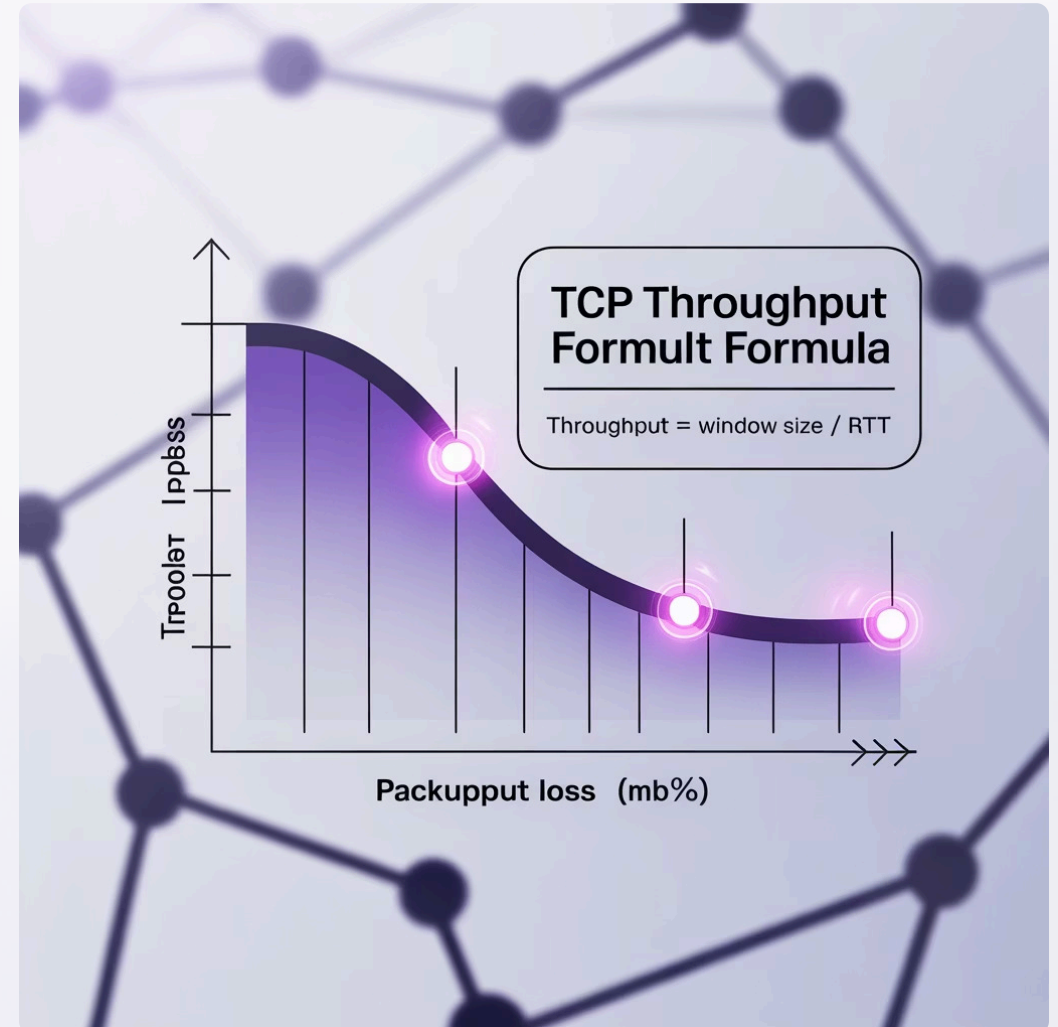 TCP Throughput
Formult Formula
Throughput = window size / RTT
Packupput loss (mb%)